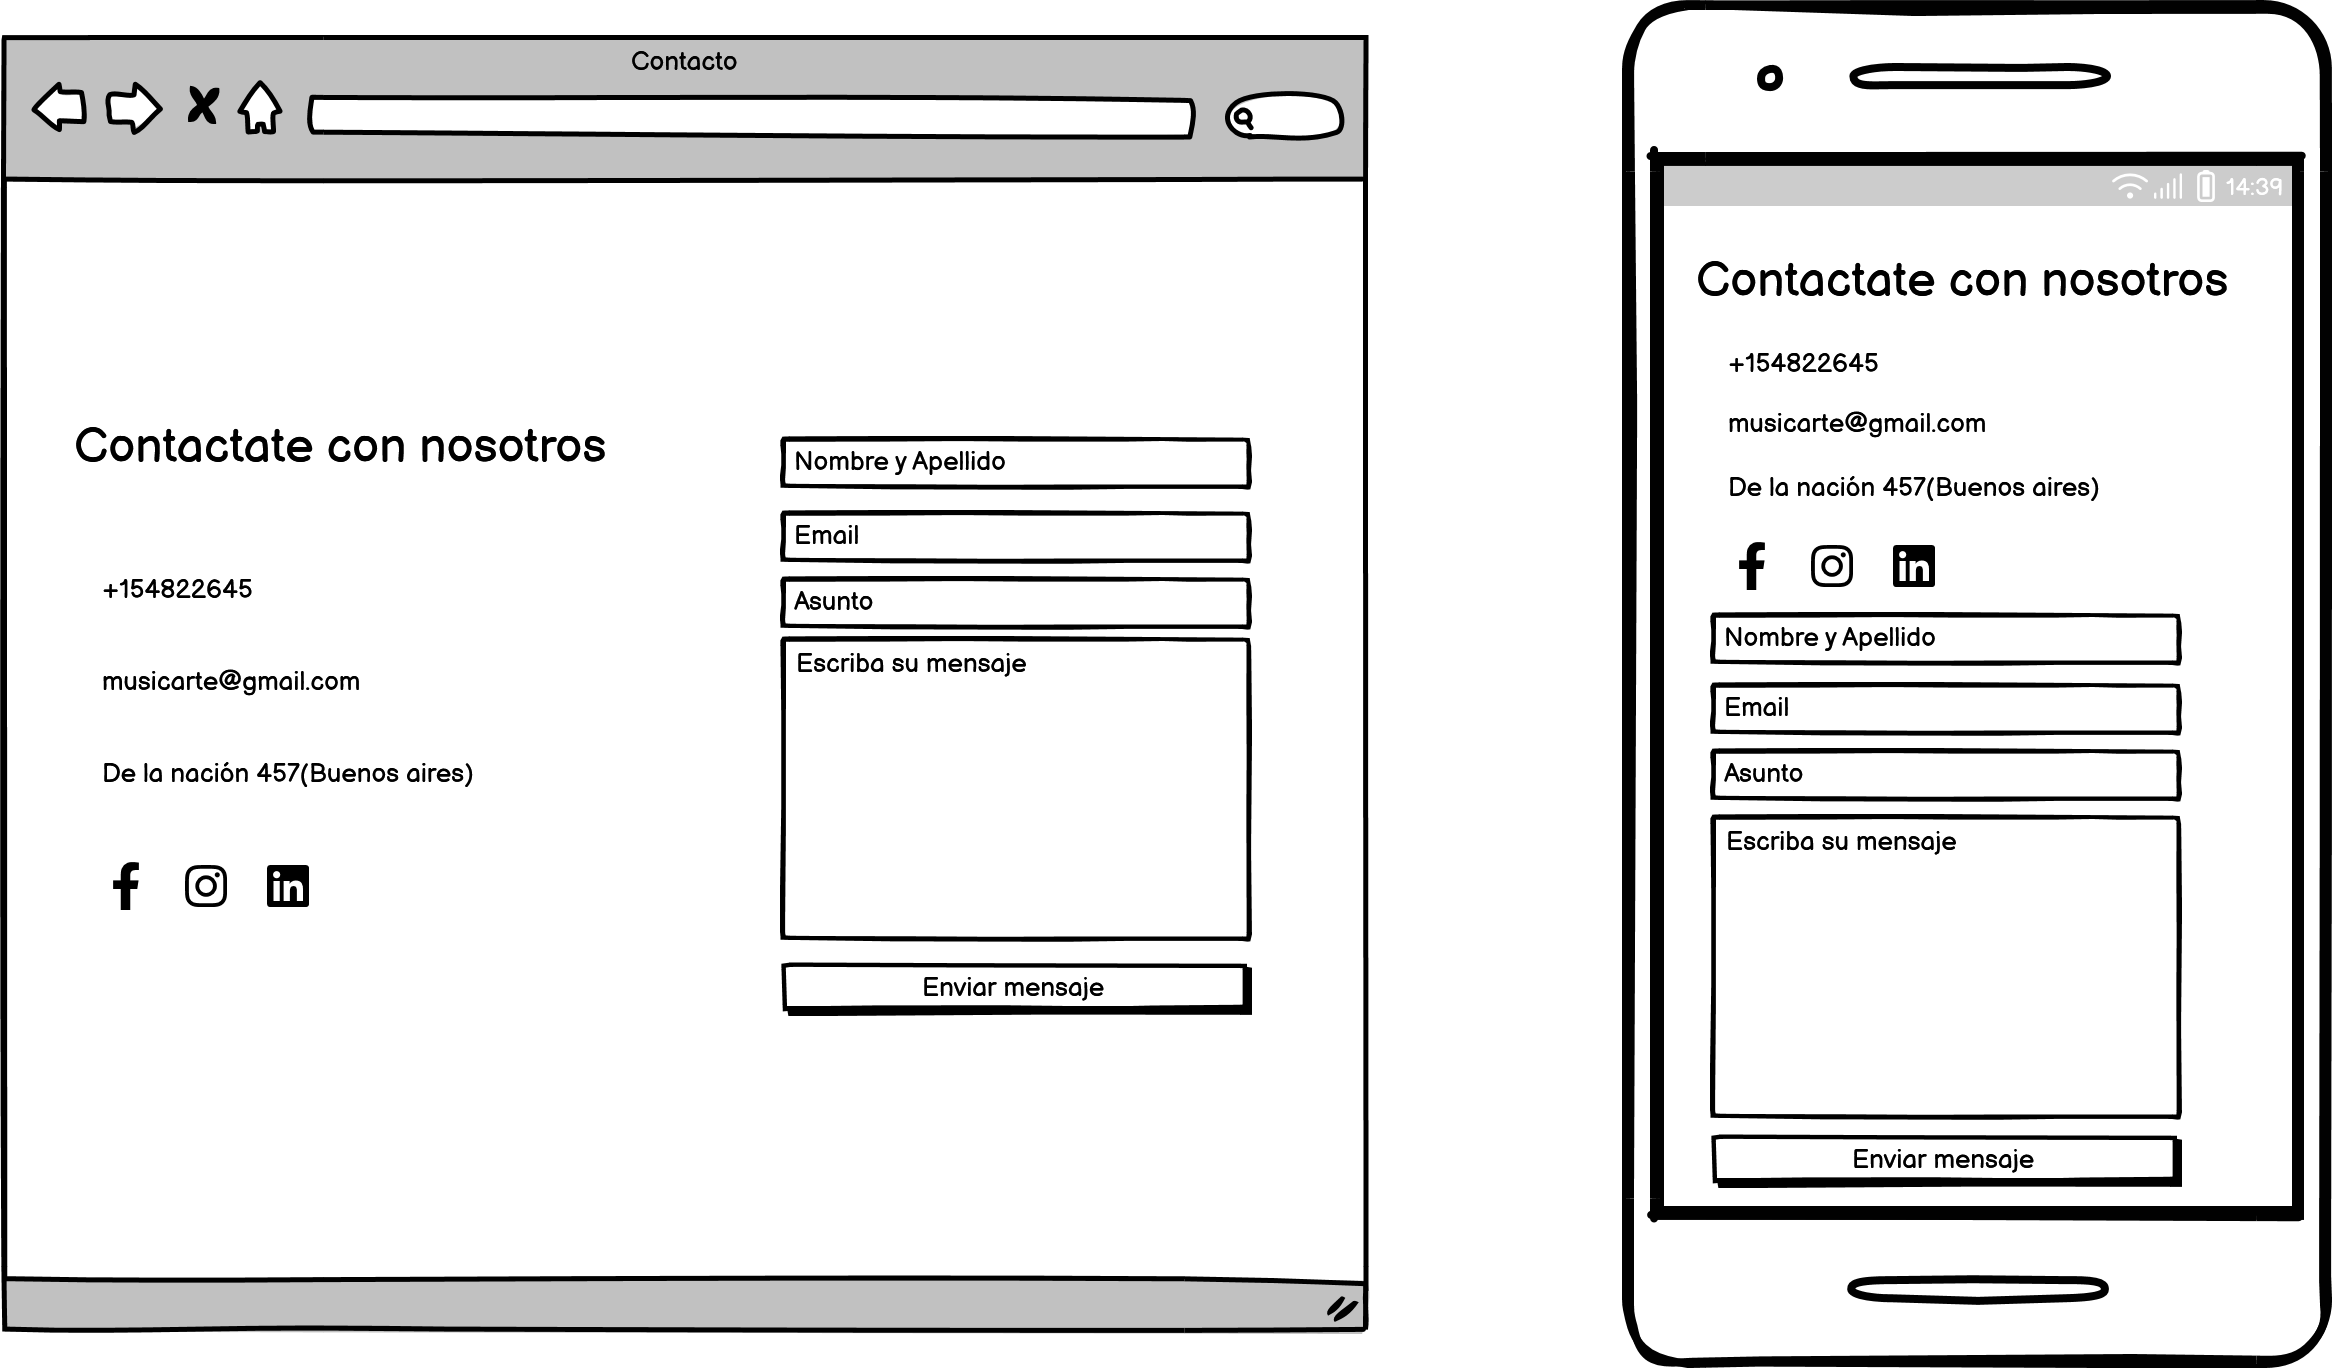 Contacto
Contactate con nosotros
+154822645
musicarte@gmail.com
De la nación 457(Buenos aires)
in
Nombre y Apellido
Email
Asunto
Escriba su mensaje
Enviar mensaje
14:39
Contactate con nosotros
+154822645
musicarte@gmail.com
De la nación 457(Buenos aires)
in
Nombre y Apellido
Email
Asunto
Escriba su mensaje
Enviar mensaje